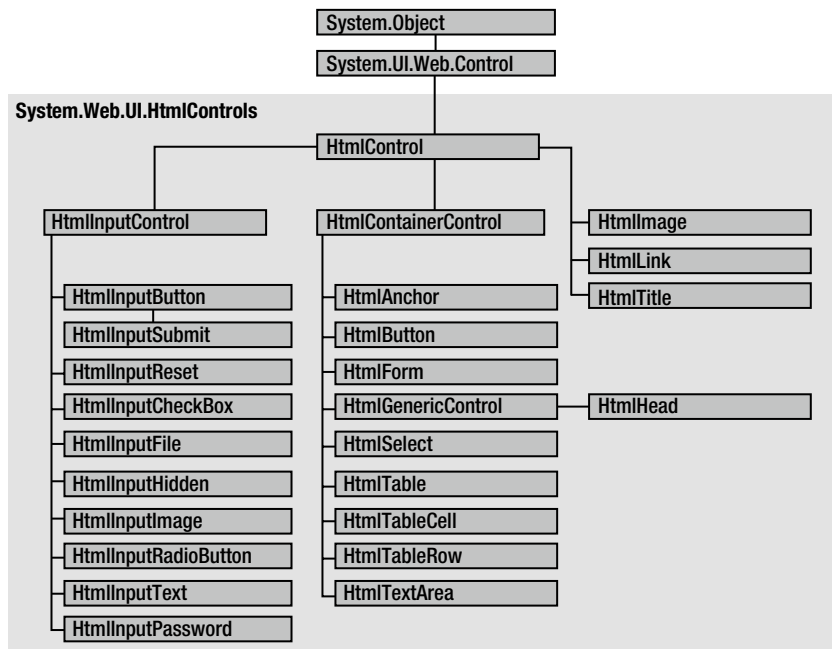 System.Object
System.UI.Web.Control
System.Web.UI.HtmlControls
HtmlControl
HtmlInputControl
HtmlInputButton
HtmlInputSubmit
HtmlInputReset
HtmlInputCheckBox
HtmlInputFile
HtmlInputHidden
HtmlInputImage
HtmlInputRadioButton
HtmlInputText
HtmlInputPassword
HtmlContainerControl
HtmlAnchor
HtmlButton
HtmlForm
HtmlGenericControl
HtmlHead
HtmlSelect
HtmlTable
HtmlTableCell
HtmlTableRow
HtmlTextArea
HtmlImage
HtmlLink
HtmlTitle